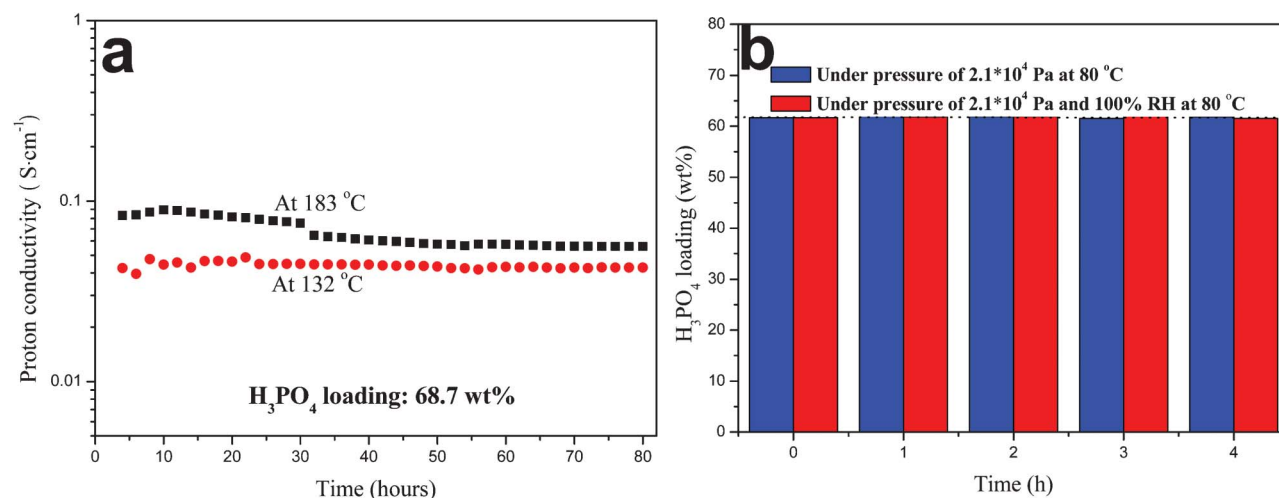 a
1
0.1
0.01
Proton conductivity ( S·cm⁻¹)
At 183 °C
At 132 °C
H₃PO₄ loading: 68.7 wt%
0 10 20 30 40 50 60 70 80
Time (hours)
b
80
70
60
50
40
30
20
10
0
H₃PO₄ loading (wt%)
Under pressure of 2.1*10⁴ Pa at 80 °C
Under pressure of 2.1*10⁴ Pa and 100% RH at 80 °C
0 1 2 3 4
Time (h)